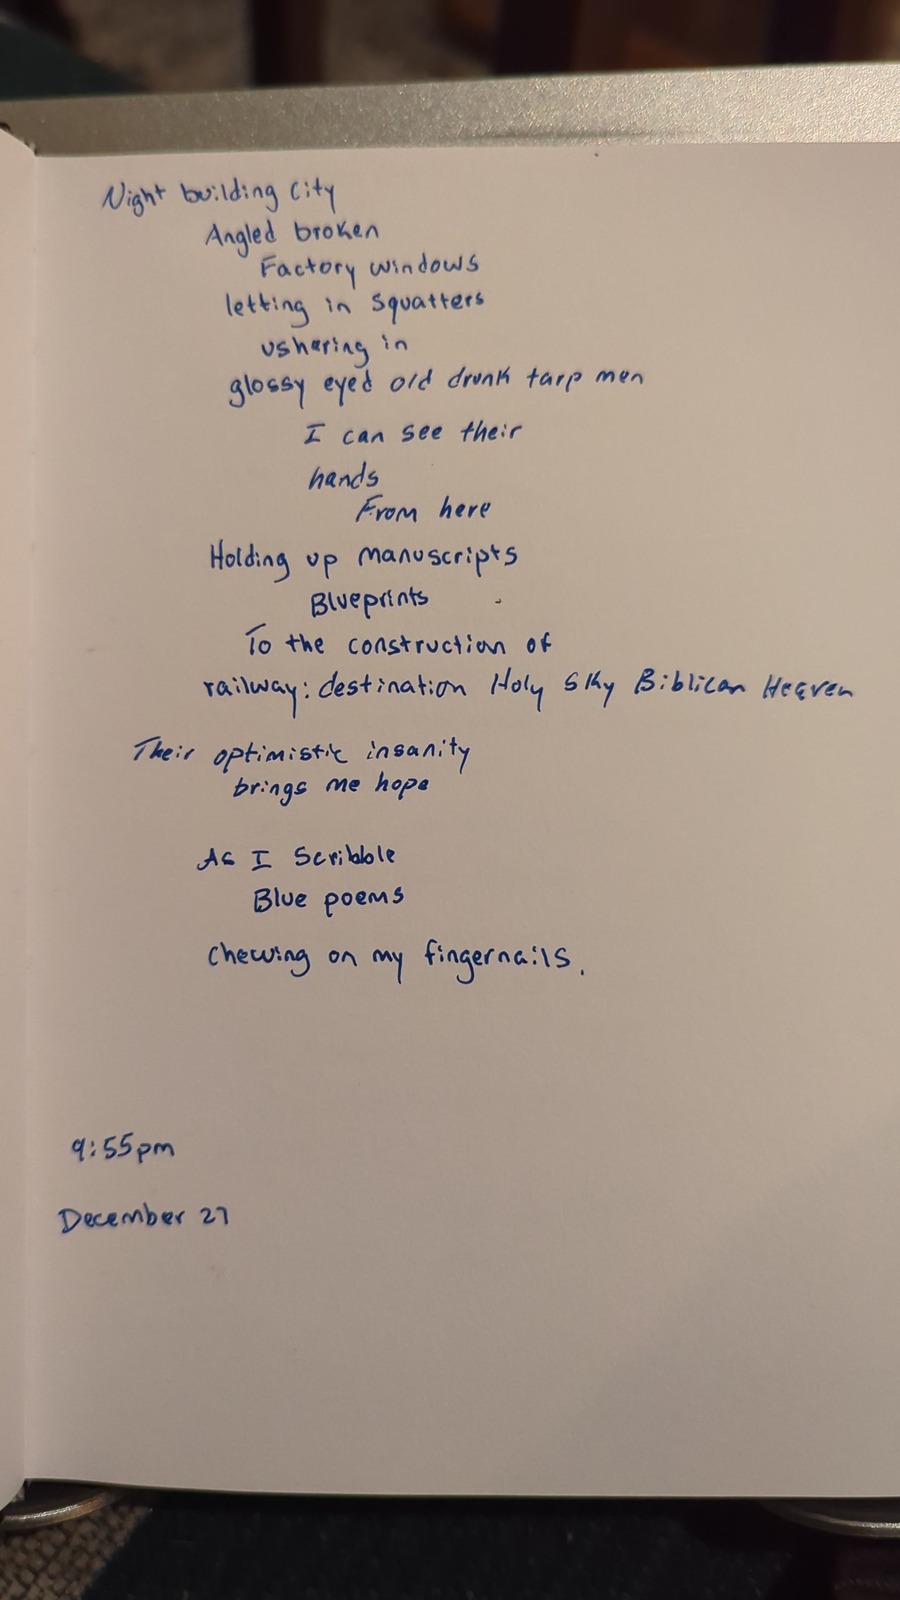 Night building City
Angled broken
Factory windows
letting in squatters
ushering in
glossy eyed old drunk tarp men
I can see their
hands
From here
Holding up manuscripts
Blueprints
To the construction of
railway: destination Holy Sky Biblican Heaven
Their optimistic insanity
brings me hope
As I Scribble
Blue poems
Chewing on my fingernails.
9:55pm
December 27